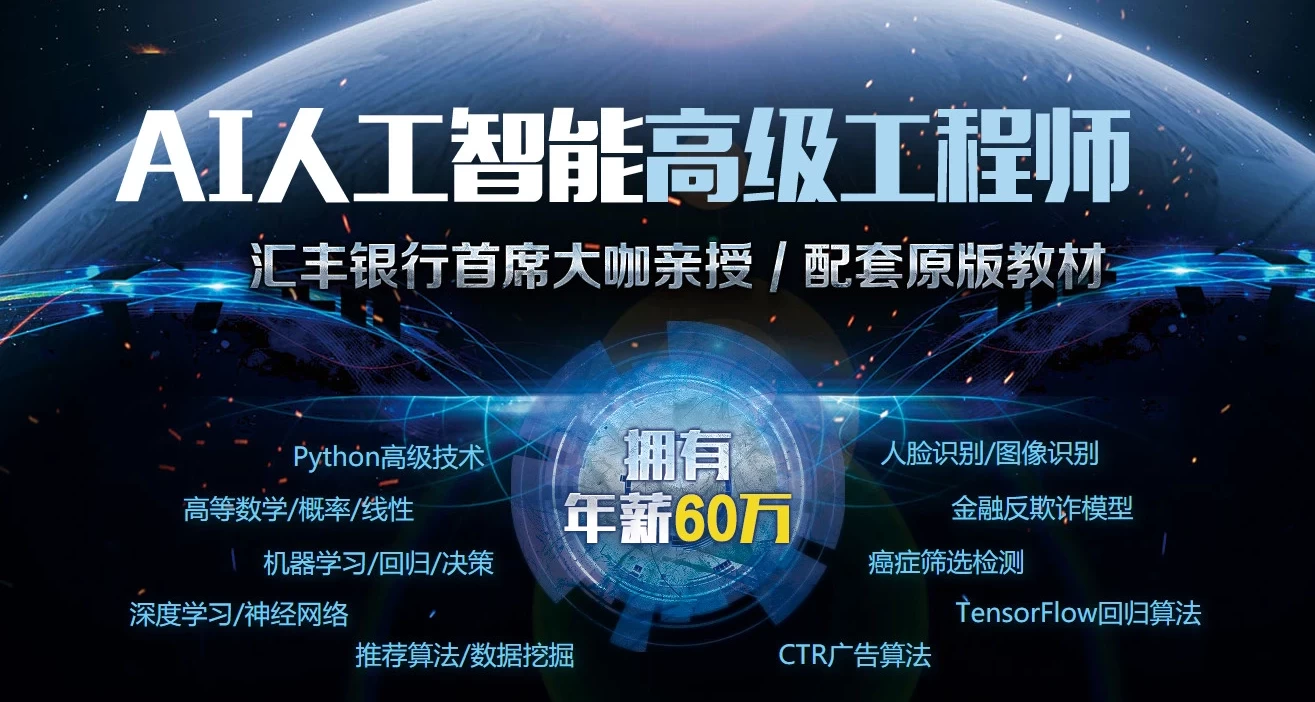 AI人工智能高级工程师
汇丰银行首席大咖亲授 / 配套原版教材
拥有
年薪60万
Python高级技术
高等数学/概率/线性
机器学习/回归/决策
深度学习/神经网络
推荐算法/数据挖掘
人脸识别/图像识别
金融反欺诈模型
癌症筛选检测
TensorFlow回归算法
CTR广告算法